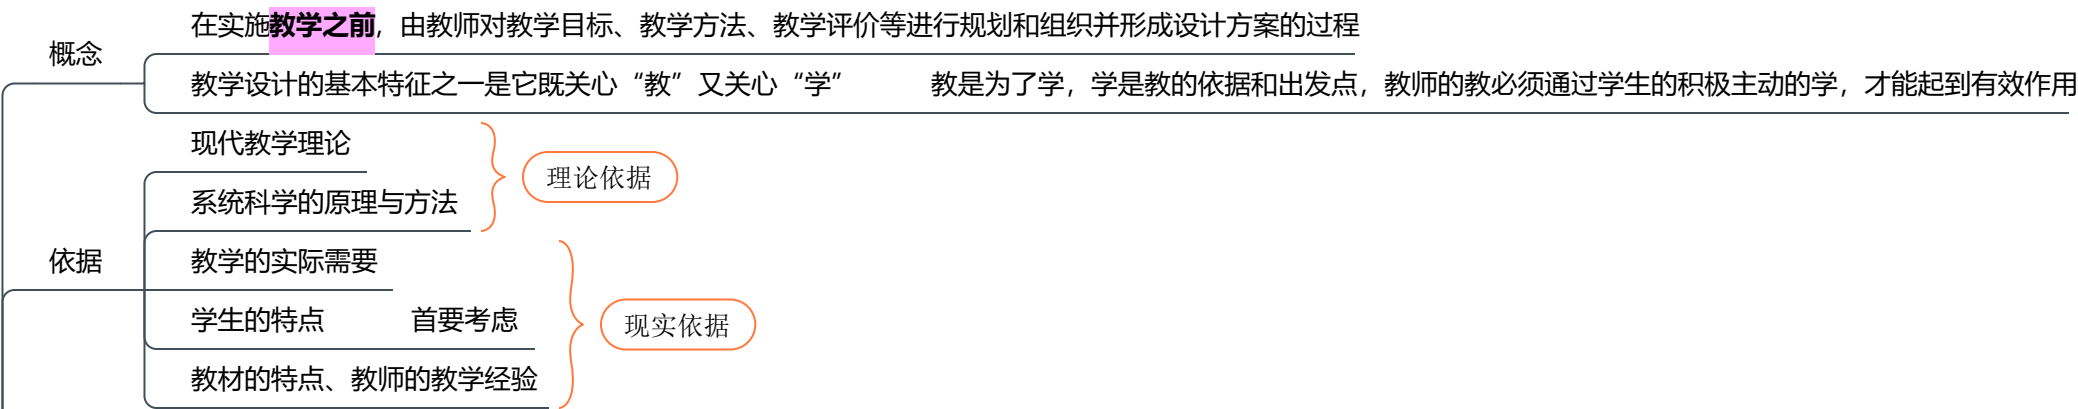 概念
在实施教学之前，由教师对教学目标、教学方法、教学评价等进行规划和组织并形成设计方案的过程
教学设计的基本特征之一是它既关心“教”又关心“学”
教是为了学，学是教的依据和出发点，教师的教必须通过学生的积极主动的学，才能起到有效作用
依据
现代教学理论
系统科学的原理与方法
理论依据
教学的实际需要
学生的特点
首要考虑
教材的特点、教师的教学经验
现实依据